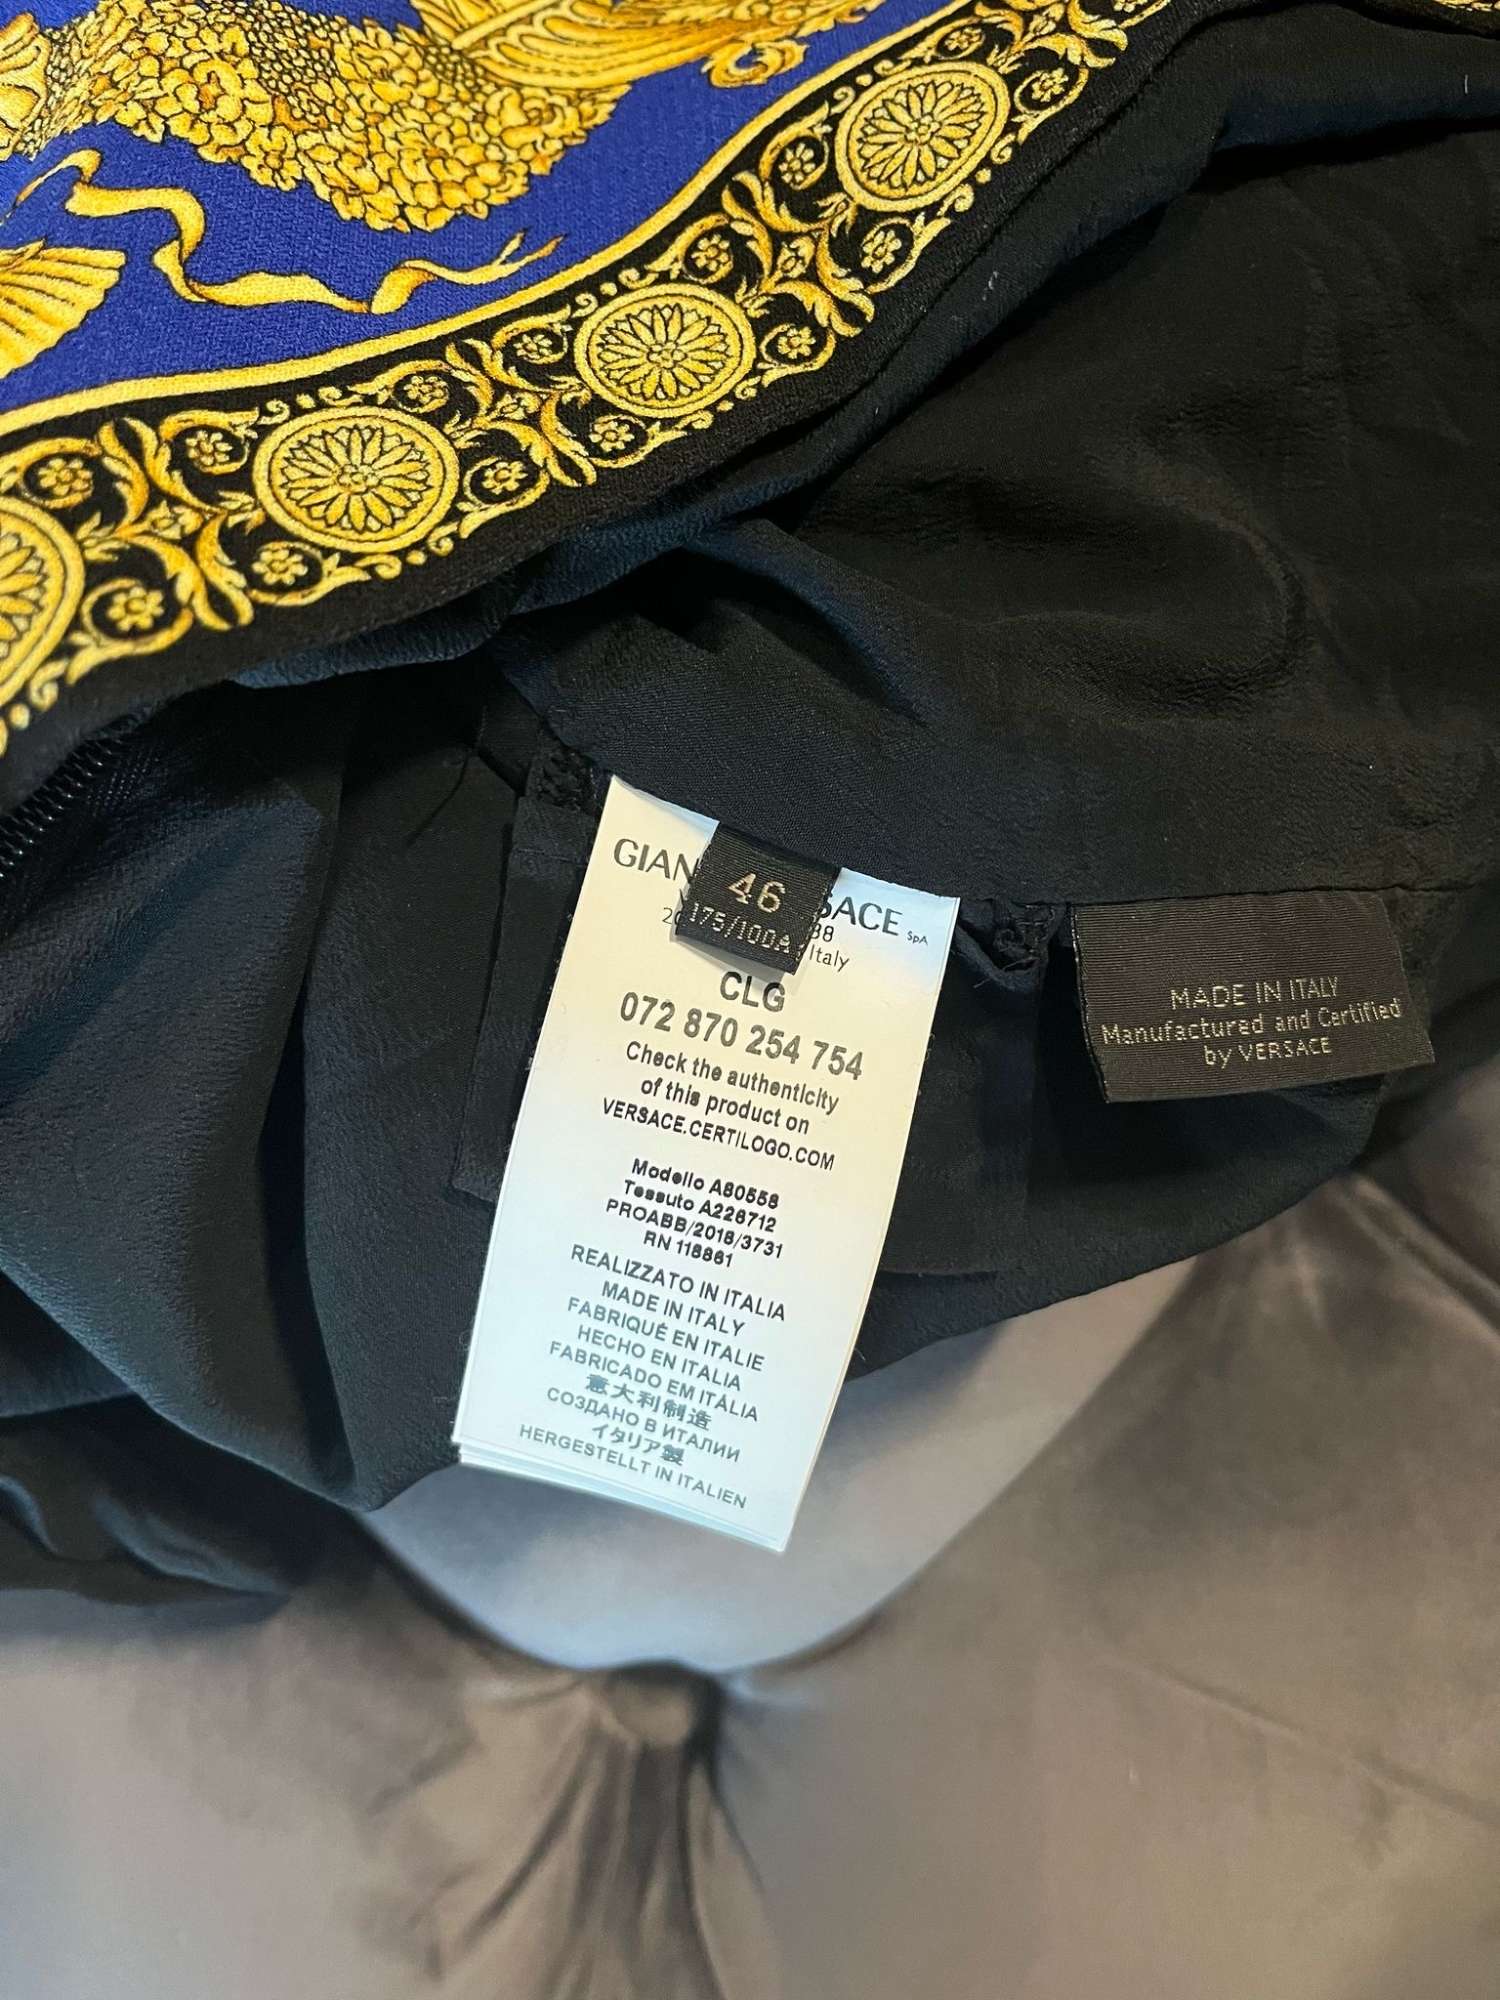 46
175/100A
SpA
Italy
CLG
072 870 254 754
Check the authenticity
of this product on
VERSACE.CERTILOGO.COM
Modello A80558
Tessuto A226712
PROABB/2018/3731
RN 118861
REALIZZATO IN ITALIA
MADE IN ITALY
FABRIQUÉ EN ITALIE
HECHO EN ITALIA
FABRICADO EM ITÁLIA
意大利制造
СОЗДАНО В ИТАЛИИ
イタリア製
HERGESTELLT IN ITALIEN
MADE IN ITALY
Manufactured and Certified
by VERSACE